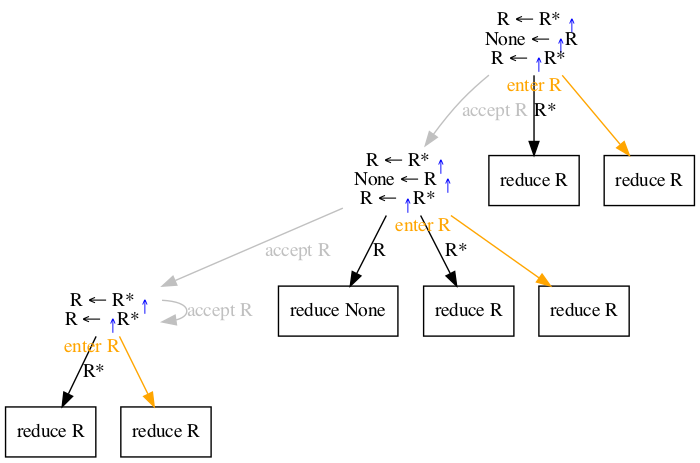 R ← R* ↑
None ← ↑R
R ← ↑R*
enter R
accept R
R*
reduce R
reduce R
R ← R* ↑
None ← R ↑
R ← ↑R*
enter R
accept R
R
R*
reduce None
reduce R
reduce R
R ← R* ↑
R ← ↑R*
accept R
enter R
R*
reduce R
reduce R